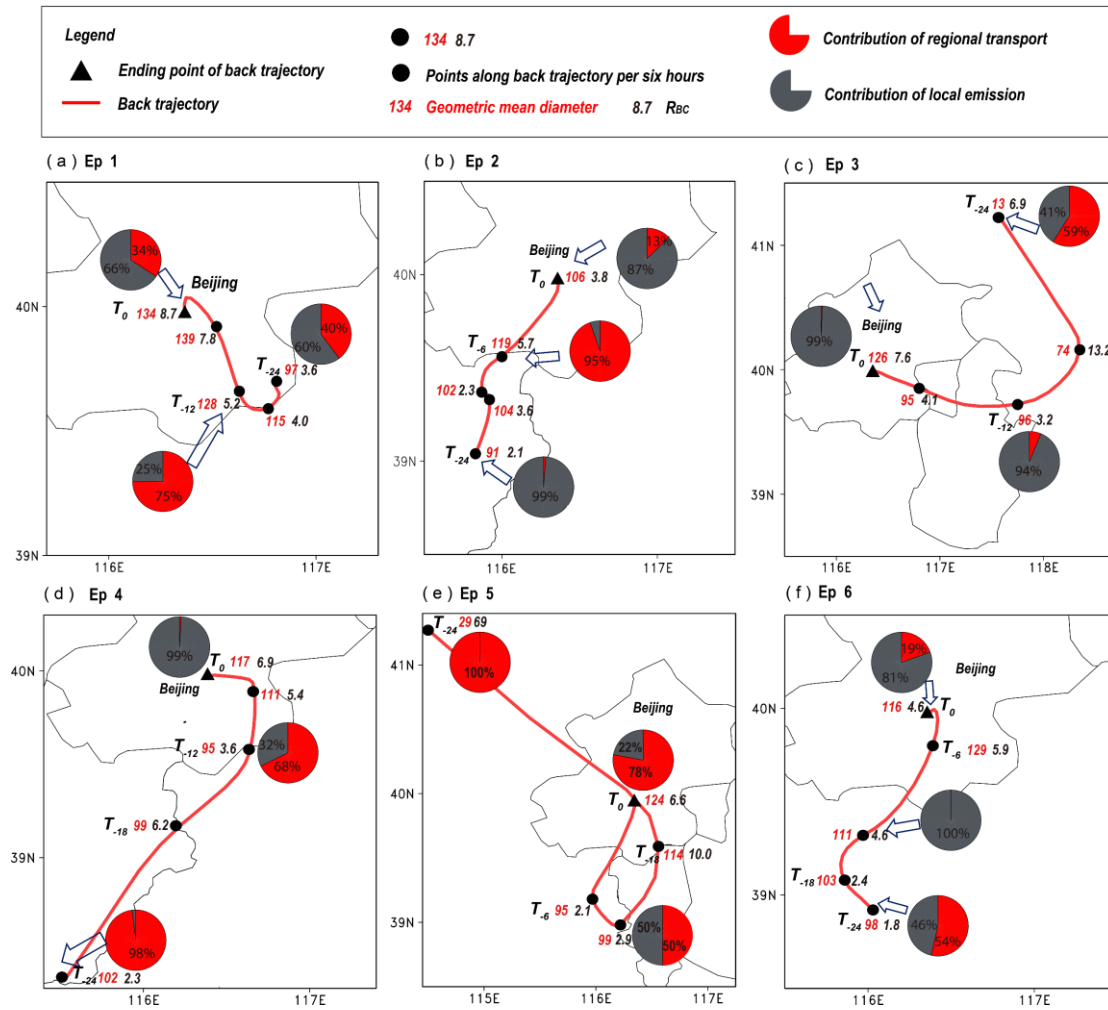 Legend
Ending point of back trajectory
Back trajectory
134 8.7
Points along back trajectory per six hours
134 Geometric mean diameter 8.7 RBC
Contribution of regional transport
Contribution of local emission
(a) Ep 1
34%
66%
Beijing
T0 134 8.7
139 7.8
40%
60%
T-24 97 3.6
T-12 128 5.2
115 4.0
25%
75%
40N
39N
116E 117E
(b) Ep 2
Beijing
13%
87%
T0 106 3.8
T-6 119 5.7
95%
102 2.3
104 3.6
T-24 91 2.1
99%
40N
39N
116E 117E
(c) Ep 3
T-24 13 6.9
41%
59%
Beijing
99%
T0 126 7.6
74 13.2
95 4.1
T-12 96 3.2
94%
41N
40N
39N
116E 117E 118E
(d) Ep 4
99%
T0 117 6.9
Beijing
111 5.4
T-12 95 3.6
32%
68%
T-18 99 6.2
98%
T-24 102 2.3
40N
39N
116E 117E
(e) Ep 5
T-24 29 69
100%
Beijing
22%
78%
T0 124 6.6
T-18 114 10.0
T-6 95 2.1
99 2.9
50%
50%
41N
40N
39N
115E 116E 117E
(f) Ep 6
19%
81%
Beijing
116 4.6 T0
T-6 129 5.9
111 4.6
100%
T-18 103 2.4
T-24 98 1.8
46%
54%
40N
39N
116E 117E